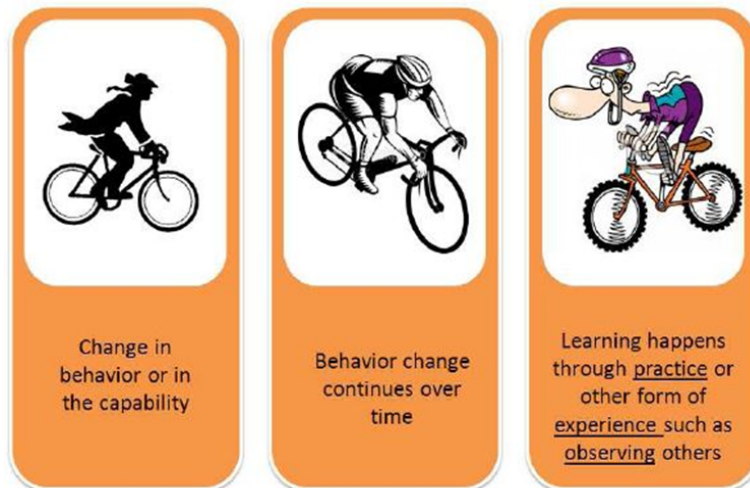 Change in
behavior or in
the capability
Behavior change
continues over
time
Learning happens
through practice or
other form of
experience such as
observing others